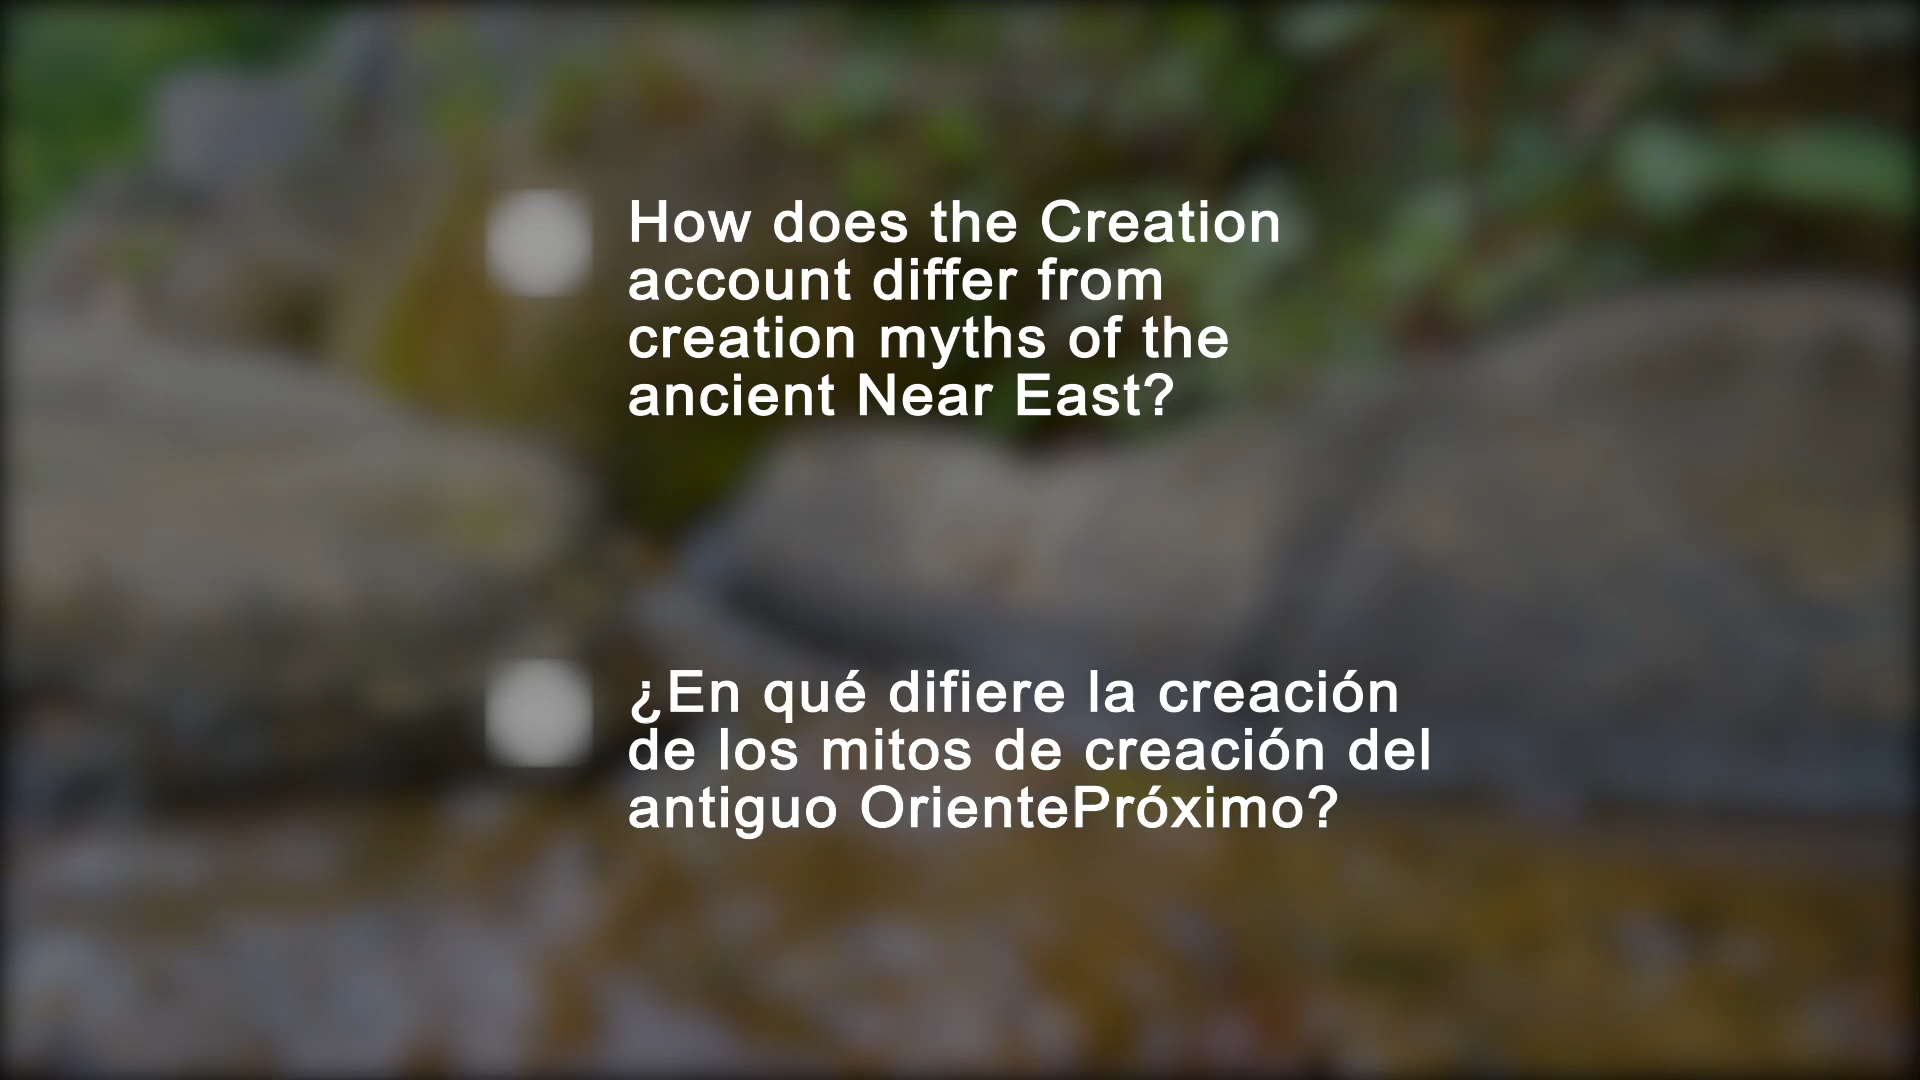 How does the Creation
account differ from
creation myths of the
ancient Near East?
¿En qué difiere la creación
de los mitos de creación del
antiguo OrientePróximo?